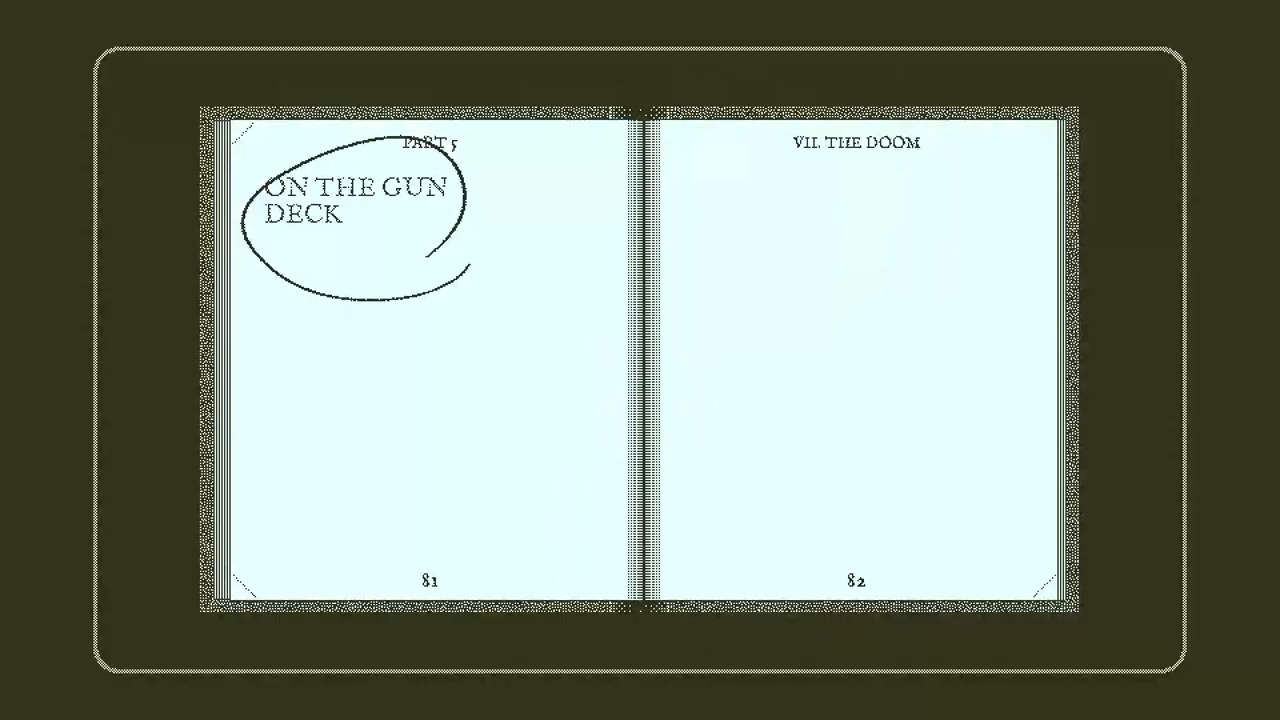 PART 5
ON THE GUN
DECK
81
VII. THE DOOM
82